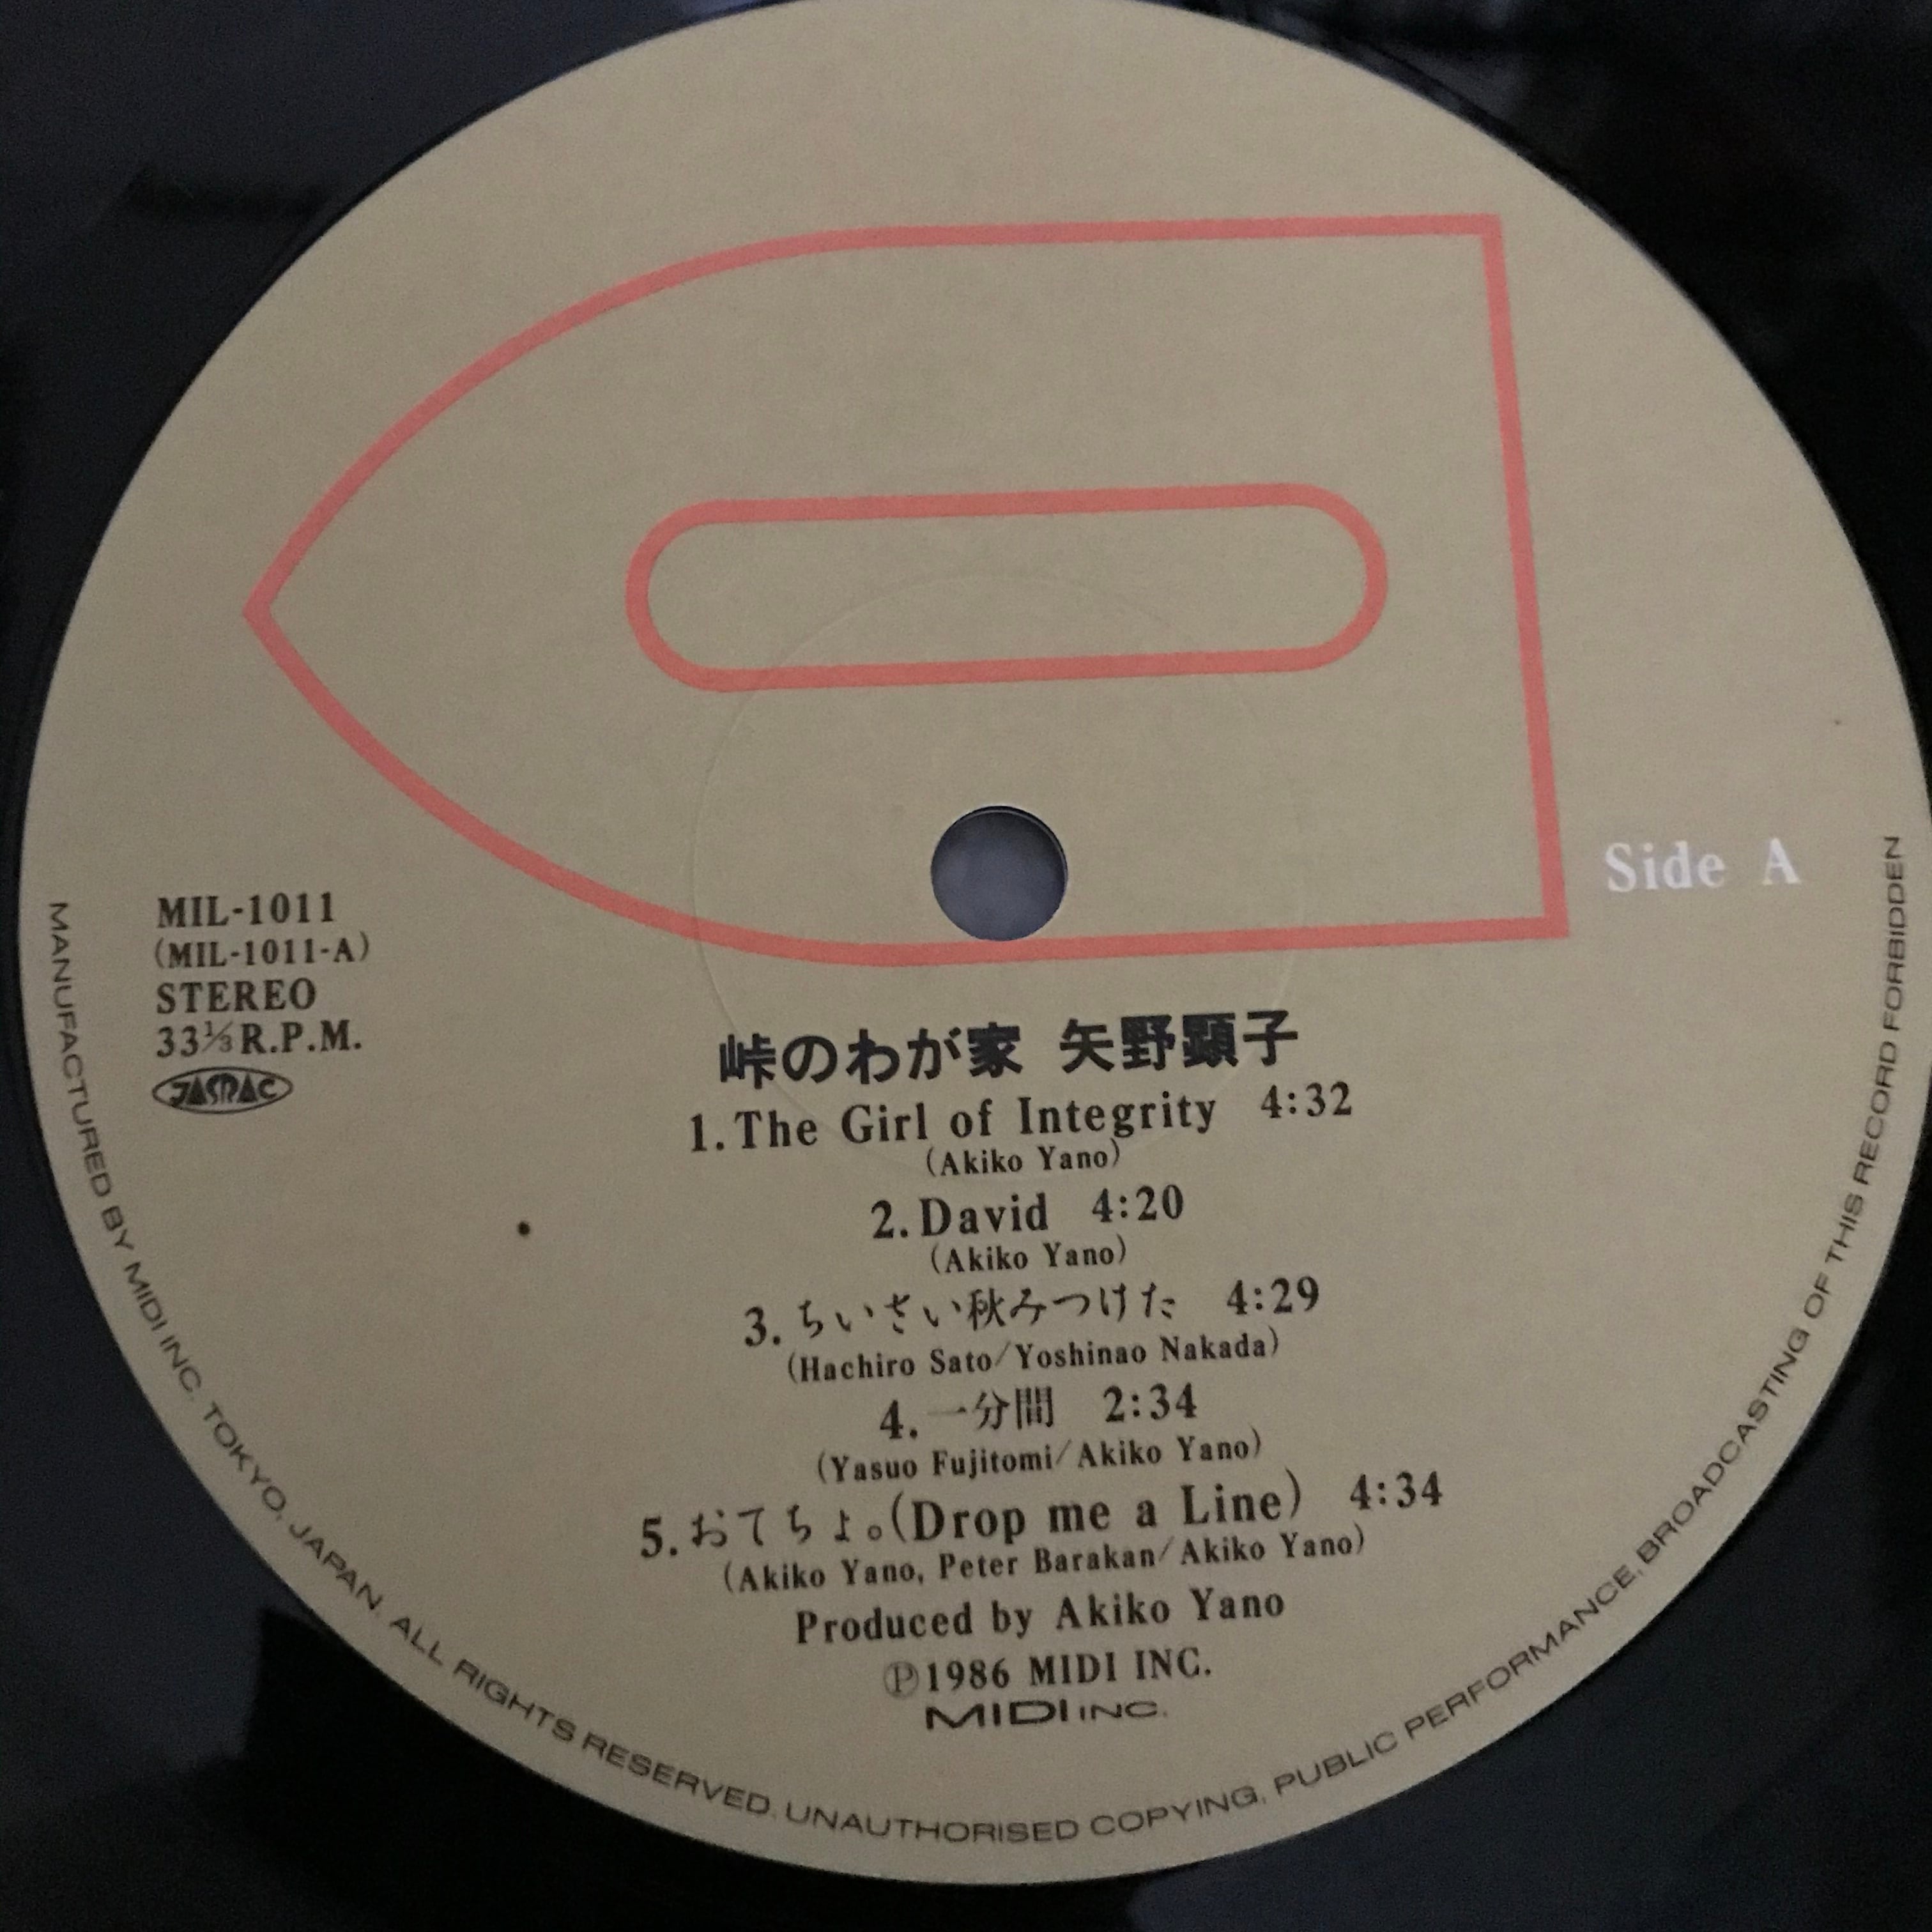 Side A
MIL-1011
(MIL-1011-A)
STEREO
33⅓ R.P.M.
JASRAC
峠のわが家 矢野顕子
1. The Girl of Integrity 4:32
(Akiko Yano)
2. David 4:20
(Akiko Yano)
3. ちいさい秋みつけた 4:29
(Hachiro Sato/Yoshinao Nakada)
4. 一分間 2:34
(Yasuo Fujitomi/Akiko Yano)
5. おてちょ。(Drop me a Line) 4:34
(Akiko Yano, Peter Barakan/Akiko Yano)
Produced by Akiko Yano
Ⓟ1986 MIDI INC.
MIDI INC.
MANUFACTURED BY MIDI INC. TOKYO, JAPAN. ALL RIGHTS RESERVED. UNAUTHORISED COPYING, PUBLIC PERFORMANCE, BROADCASTING OF THIS RECORD FORBIDDEN